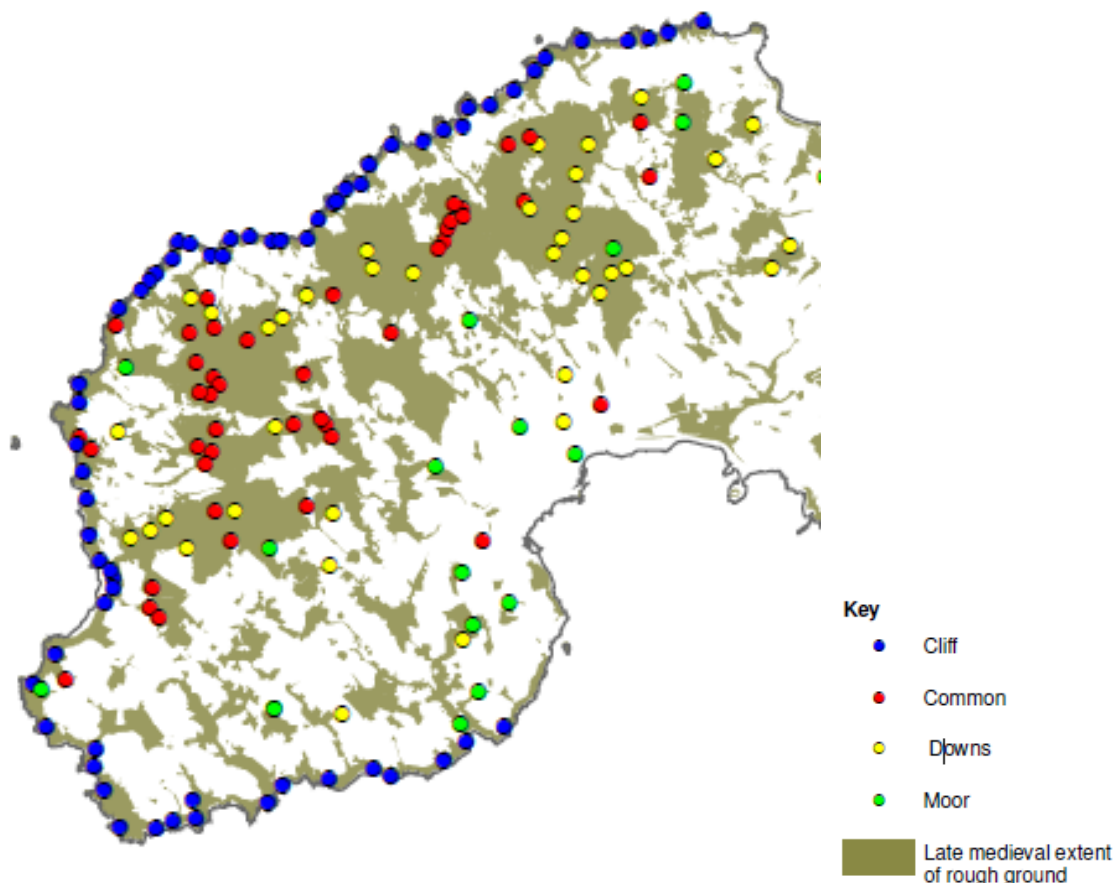 Key
Cliff
Common
Downs
Moor
Late medieval extent
of rough ground